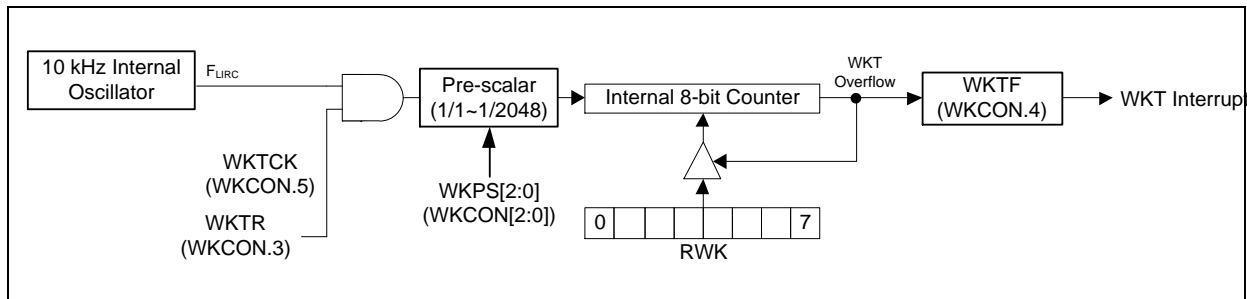 10 kHz Internal
Oscillator
FLIRC
Pre-scalar
(1/1~1/2048)
Internal 8-bit Counter
WKT
Overflow
WKTF
(WKCON.4)
WKT Interrupt
WKTCK
(WKCON.5)
WKTR
(WKCON.3)
WKPS[2:0]
(WKCON[2:0])
0
7
RWK